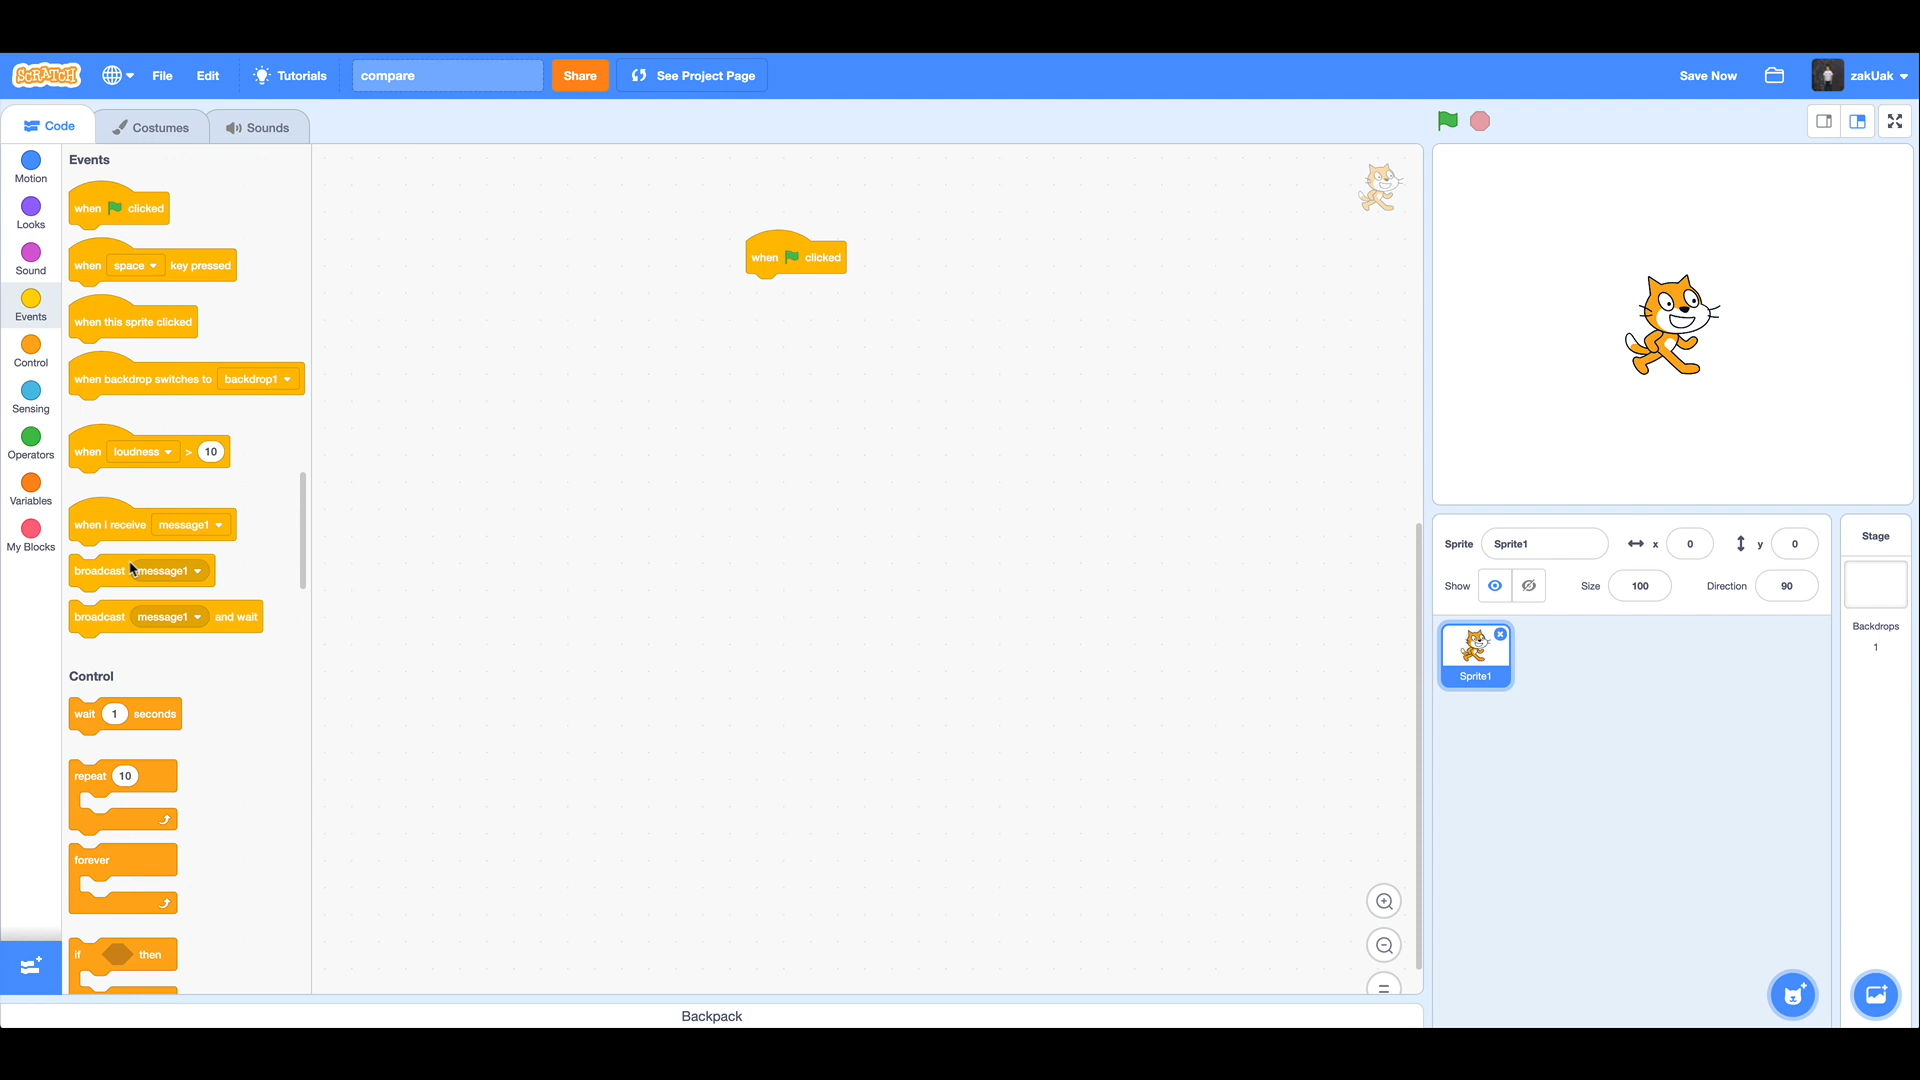 SCRATCH File Edit Tutorials compare Share See Project Page Save Now zakUak
Code Costumes Sounds
Motion
Looks
Sound
Events
Control
Sensing
Operators
Variables
My Blocks
Events
when clicked
when space key pressed
when this sprite clicked
when backdrop switches to backdrop1
when loudness > 10
when I receive message1
broadcast message1
broadcast message1 and wait
Control
wait 1 seconds
repeat 10
forever
if then
when clicked
Backpack
Sprite Sprite1 x 0 y 0
Show Size 100 Direction 90
Sprite1
Stage
Backdrops
1